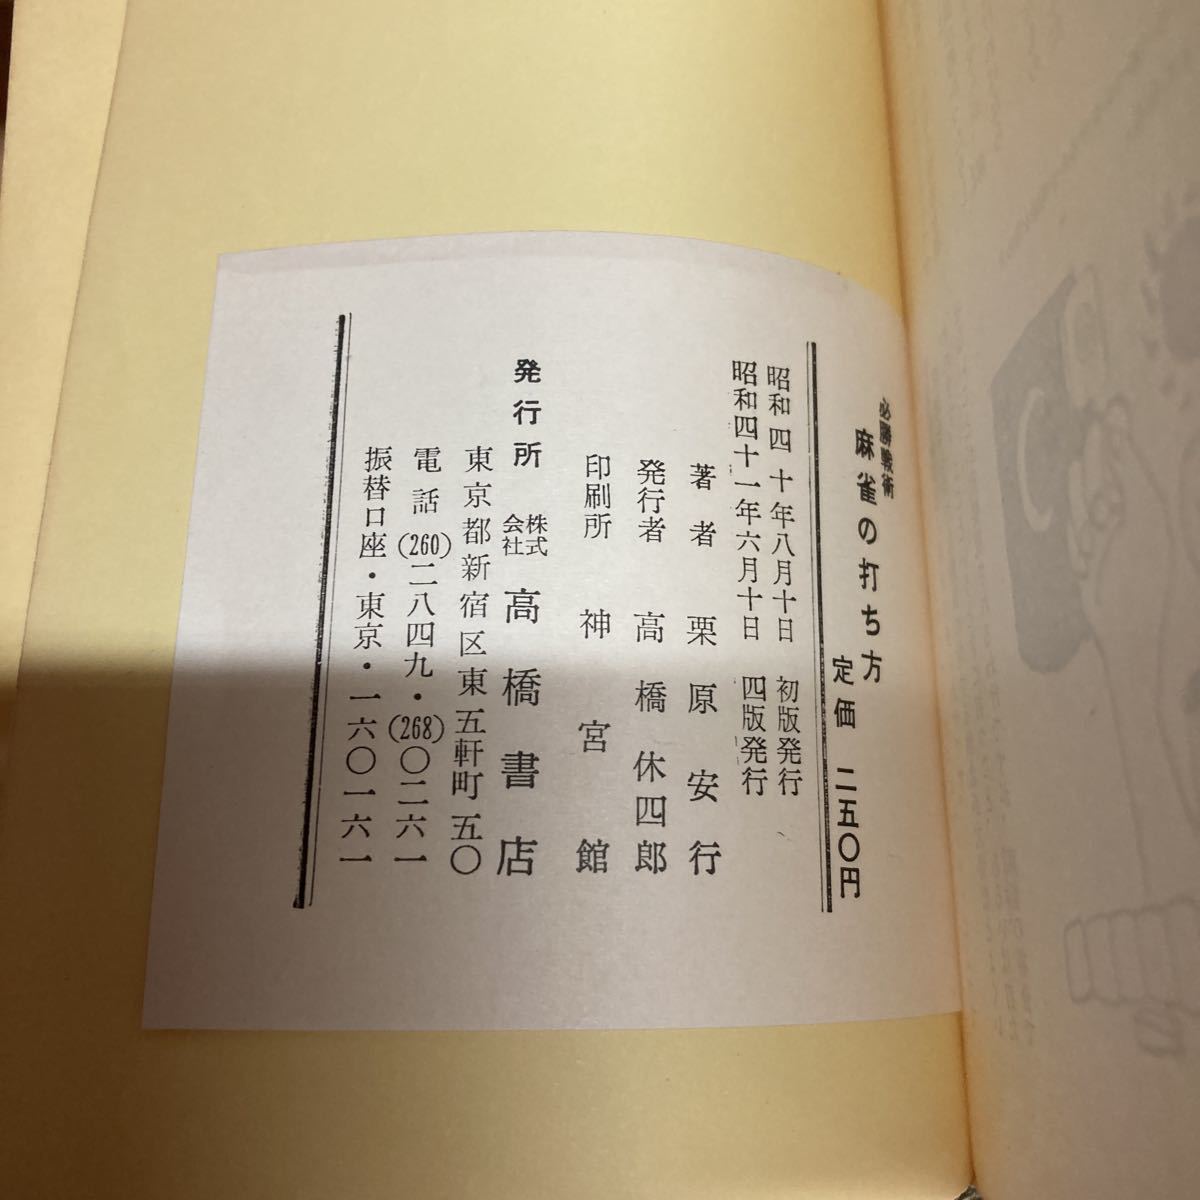 必勝戦術
麻雀の打ち方
定価 二五〇円
昭和四十年八月十日 初版発行
昭和四十一年六月十日 四版発行
著者 栗原安行
発行者 高橋休四郎
印刷所 神宮館
発行所 株式会社 高橋書店
東京都新宿区東五軒町五〇
電話(260)二八四九・(268)〇二六一
振替口座・東京・一六〇一六一